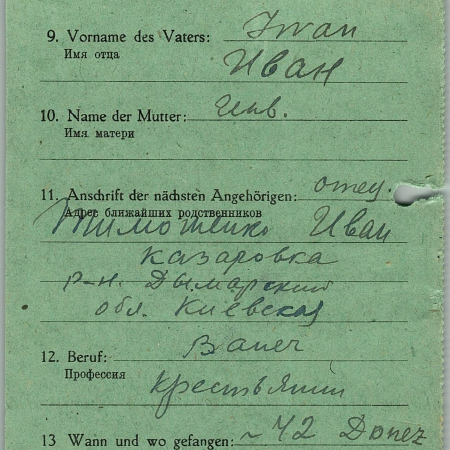 9. Vorname des Vaters: Iwan
Имя отца
Иван
10. Name der Mutter:
Имя матери
11. Anschrift der nächsten Angehörigen: отец.
Адрес ближайших родственников
Тимошенко Иван
Казаровка
р-н. Дымарский
обл. Киевская
12. Beruf: Bauer
Профессия
Крестьянин
13 Wann und wo gefangen: ~ 42 Donez